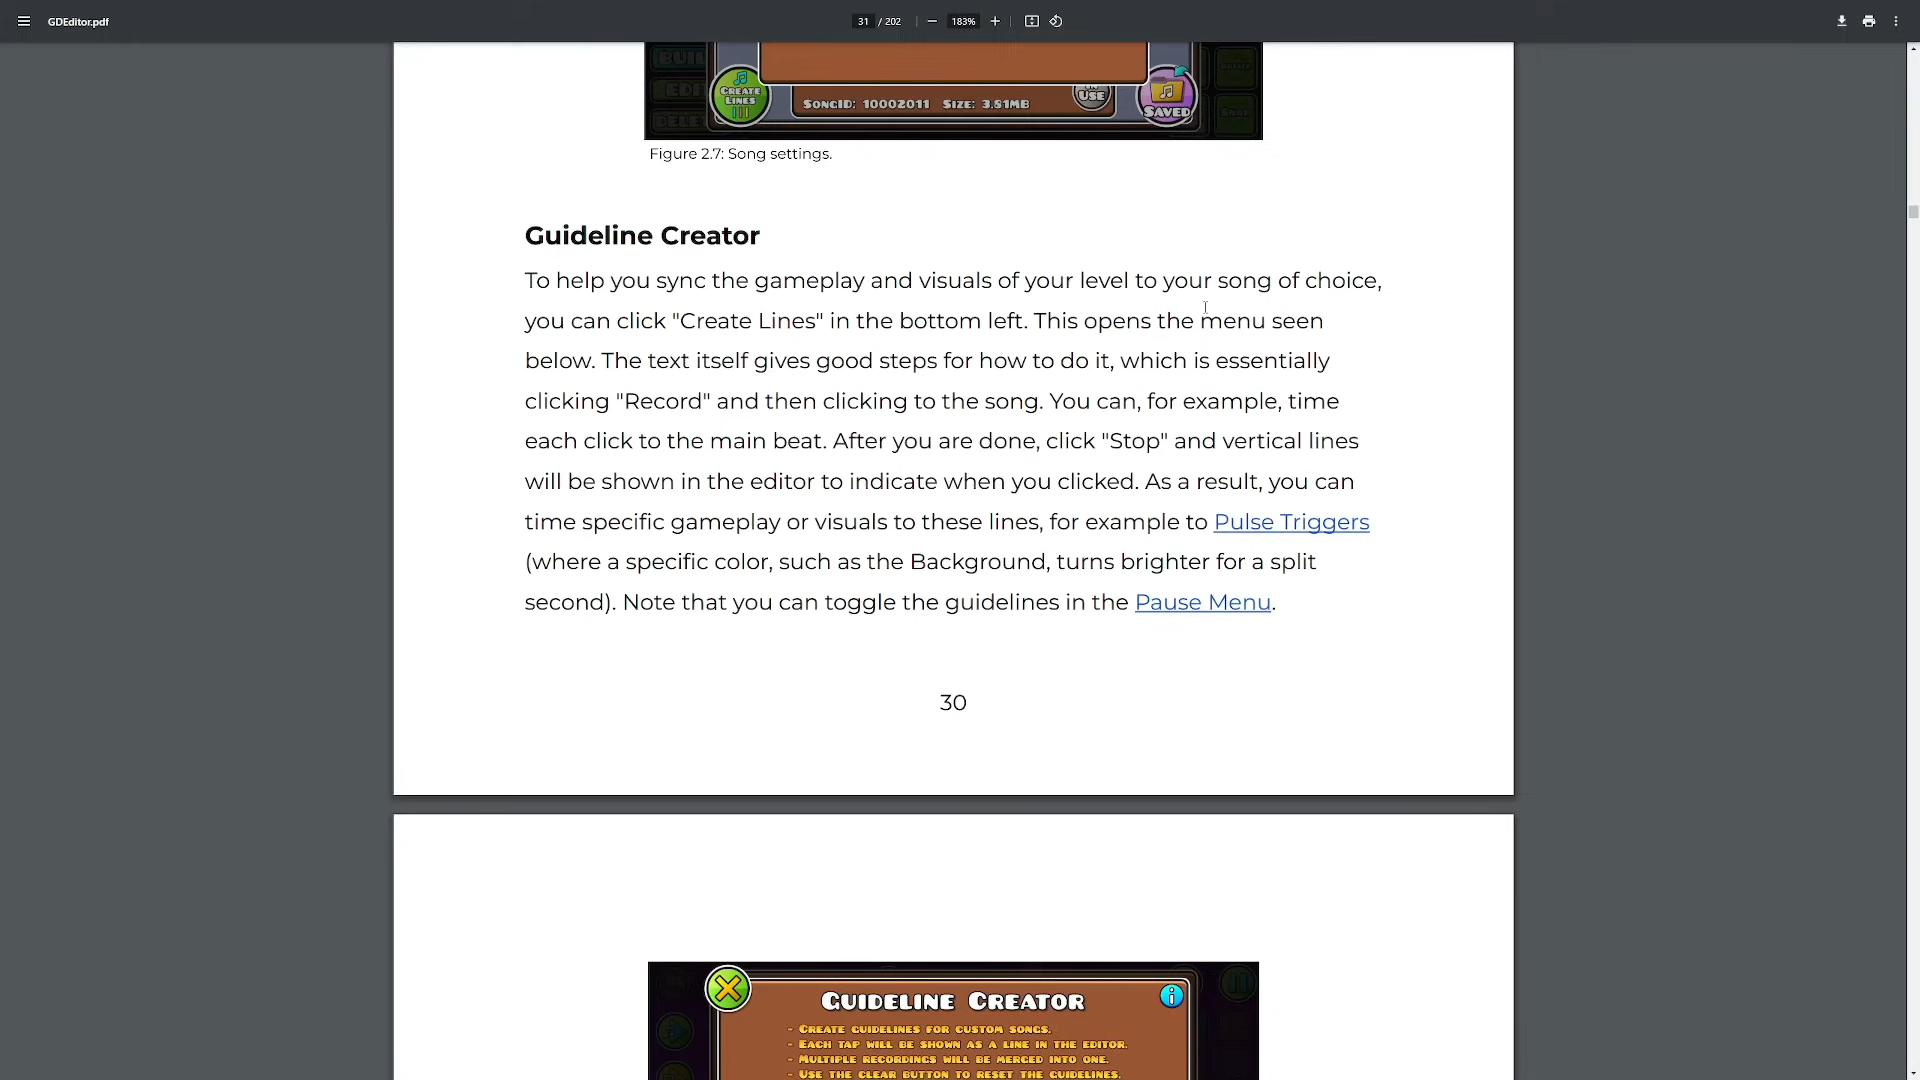 GDEditor.pdf
31 / 202
183%
CREATE
LINES
SONGID: 10002011 SIZE: 3.81MB
USE
SAVED
Figure 2.7: Song settings.
Guideline Creator
To help you sync the gameplay and visuals of your level to your song of choice,
you can click "Create Lines" in the bottom left. This opens the menu seen
below. The text itself gives good steps for how to do it, which is essentially
clicking "Record" and then clicking to the song. You can, for example, time
each click to the main beat. After you are done, click "Stop" and vertical lines
will be shown in the editor to indicate when you clicked. As a result, you can
time specific gameplay or visuals to these lines, for example to Pulse Triggers
(where a specific color, such as the Background, turns brighter for a split
second). Note that you can toggle the guidelines in the Pause Menu.
30
GUIDELINE CREATOR
- CREATE GUIDELINES FOR CUSTOM SONGS.
- EACH TAP WILL BE SHOWN AS A LINE IN THE EDITOR.
- MULTIPLE RECORDINGS WILL BE MERGED INTO ONE.
- USE THE CLEAR BUTTON TO RESET THE GUIDELINES.